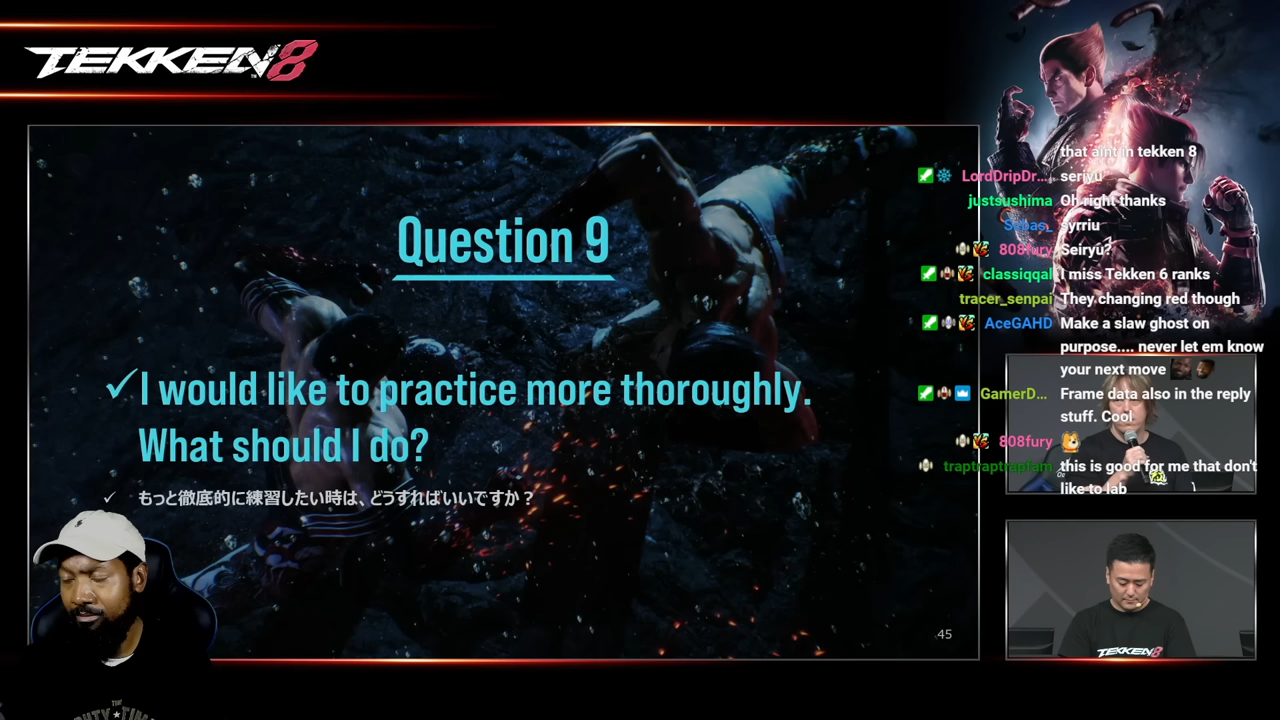 TEKKEN 8
Question 9
✓I would like to practice more thoroughly.
What should I do?
✓ もっと徹底的に練習したい時は、どうすればいいですか？
45
that aint in tekken 8
LordDripDr... seriyu
justsushima Oh right thanks
Sebas_ syrriu
808fury Seiryū?
classiqqal I miss Tekken 6 ranks
tracer_senpai They changing red though
AceGAHD Make a slaw ghost on
purpose.... never let em know
your next move
GamerD... Frame data also in the reply
stuff. Cool
808fury
traptraptrapfam this is good for me that don't
like to lab
TEKKEN 8